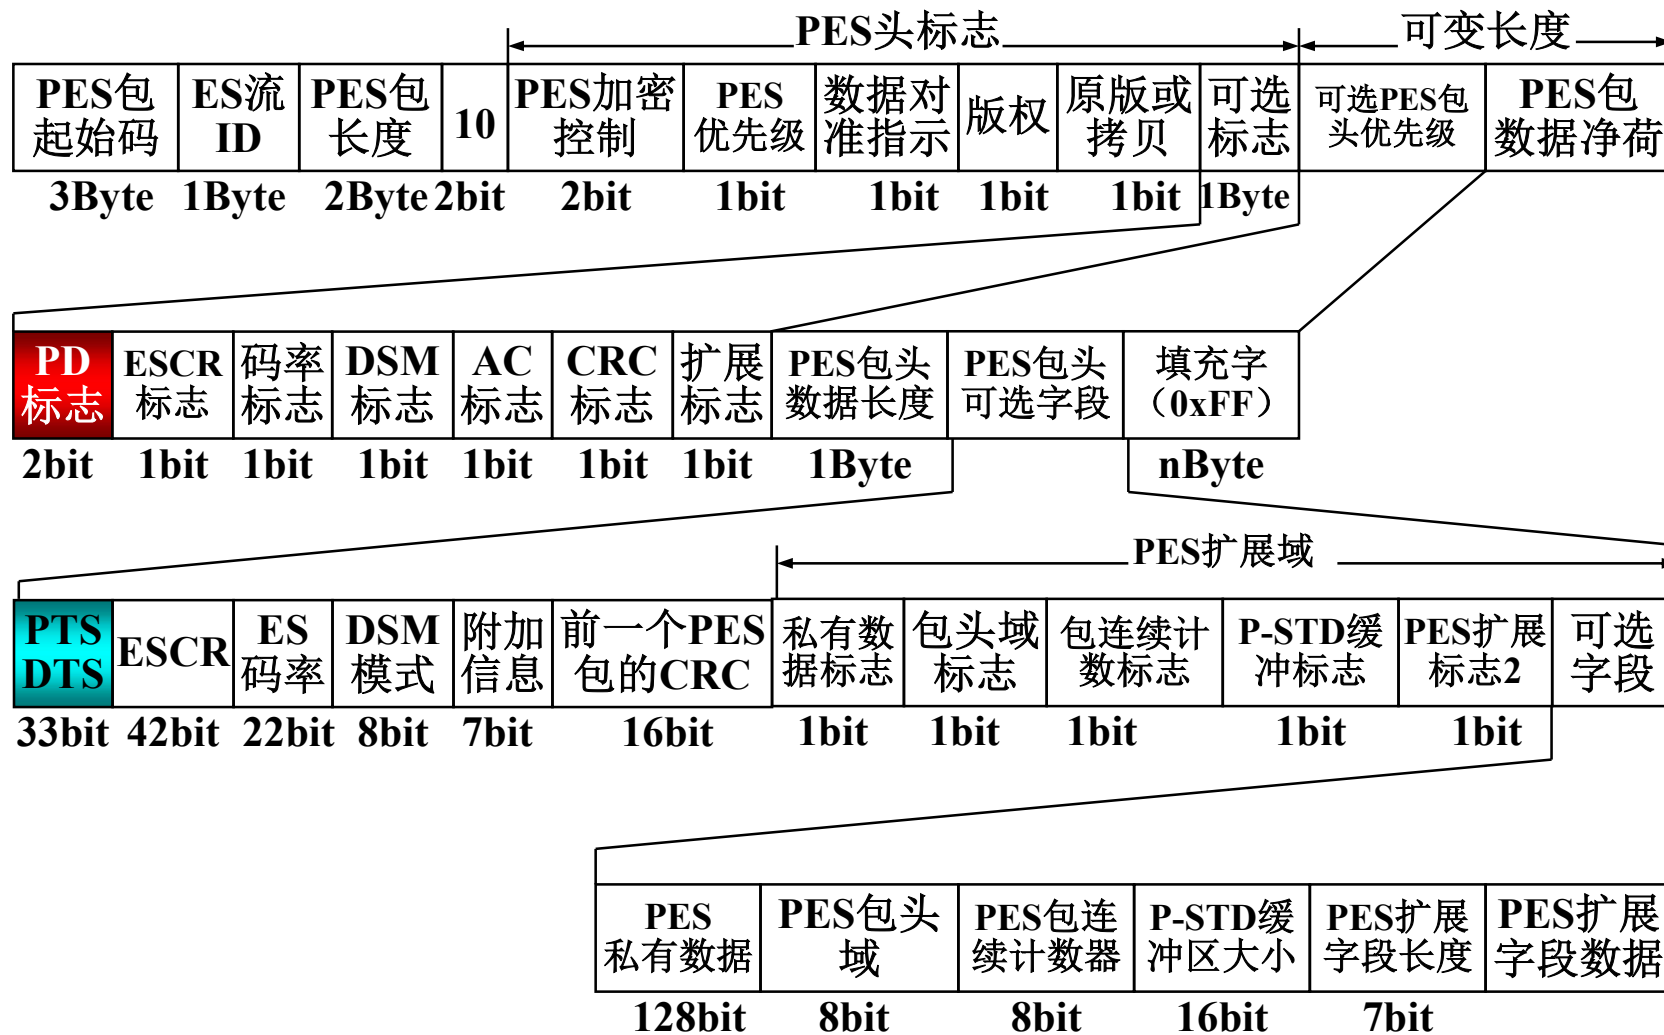 PES头标志
可变长度
PES包
起始码
ES流
ID
PES包
长度
10
PES加密
控制
PES
优先级
数据对
准指示
版权
原版或
拷贝
可选
标志
可选PES包
头优先级
PES包
数据净荷
3Byte
1Byte
2Byte
2bit
2bit
1bit
1bit
1bit
1bit
1Byte
PD
标志
ESCR
标志
码率
标志
DSM
标志
AC
标志
CRC
标志
扩展
标志
PES包头
数据长度
PES包头
可选字段
填充字
（0xFF）
2bit
1bit
1bit
1bit
1bit
1bit
1bit
1Byte
nByte
PES扩展域
PTS
DTS
ESCR
ES
码率
DSM
模式
附加
信息
前一个PES
包的CRC
私有数
据标志
包头域
标志
包连续计
数标志
P-STD缓
冲标志
PES扩展
标志2
可选
字段
33bit
42bit
22bit
8bit
7bit
16bit
1bit
1bit
1bit
1bit
1bit
PES
私有数据
PES包头
域
PES包连
续计数器
P-STD缓
冲区大小
PES扩展
字段长度
PES扩展
字段数据
128bit
8bit
8bit
16bit
7bit